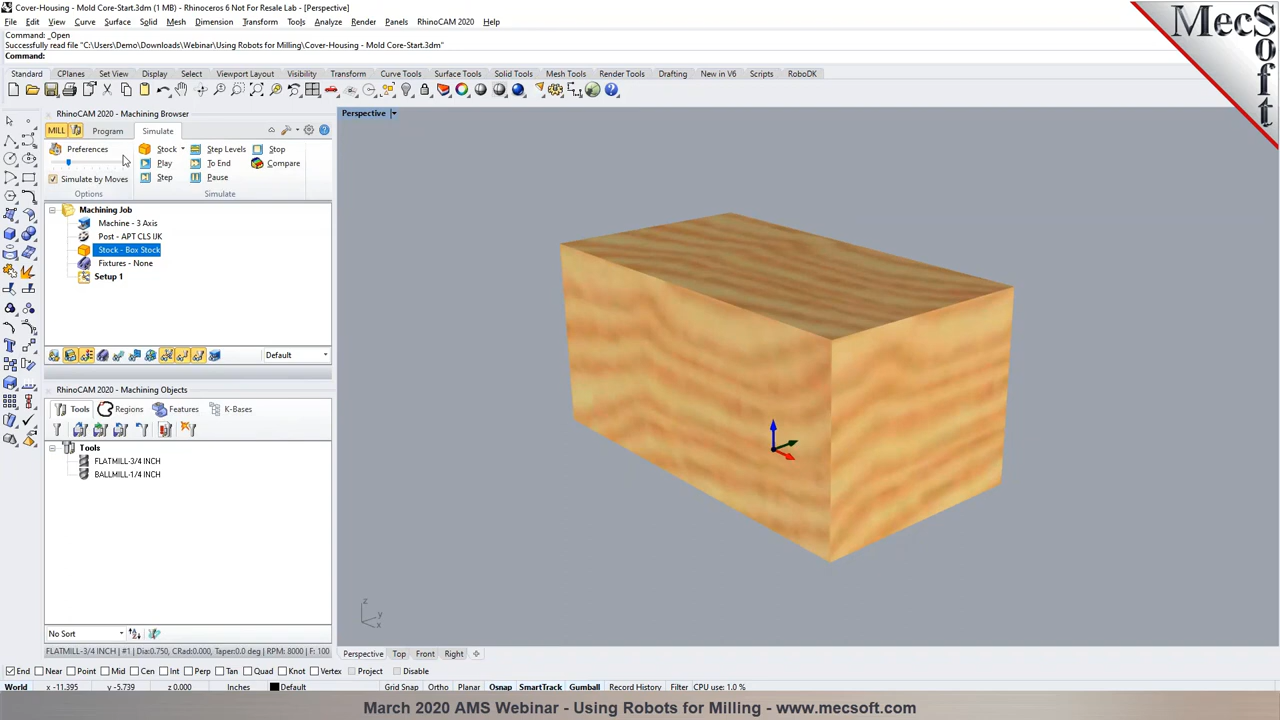 Cover-Housing - Mold Core-Start.3dm (1 MB) - Rhinoceros 6 Not For Resale Lab - [Perspective]
File Edit View Curve Surface Solid Mesh Dimension Transform Tools Analyze Render Panels RhinoCAM 2020 Help
Command: _Open
Successfully read file "C:\Users\Demo\Downloads\Webinar\Using Robots for Milling\Cover-Housing - Mold Core-Start.3dm"
Command:
Standard CPlanes Set View Display Select Viewport Layout Visibility Transform Curve Tools Surface Tools Solid Tools Mesh Tools Render Tools Drafting New in V6 Scripts RoboDK
RhinoCAM 2020 - Machining Browser
MILL Program Simulate
Preferences Stock Step Levels Stop
Play To End Compare
Simulate by Moves Step Pause
Options Simulate
Machining Job
Machine - 3 Axis
Post - APT CLS IJK
Stock - Box Stock
Fixtures - None
Setup 1
Default
RhinoCAM 2020 - Machining Objects
Tools Regions Features K-Bases
Tools
FLATMILL-3/4 INCH
BALLMILL-1/4 INCH
No Sort
FLATMILL-3/4 INCH | #1 | Dia:0.750, CRad:0.000, Taper:0.0 deg | RPM: 8000 | F: 100
Perspective
z
y
x
Perspective Top Front Right
End Near Point Mid Cen Int Perp Tan Quad Knot Vertex Project Disable
World x -11.395 y -5.739 z 0.000 Inches Default Grid Snap Ortho Planar Osnap SmartTrack Gumball Record History Filter CPU use: 1.0 %
MecSoft
March 2020 AMS Webinar - Using Robots for Milling - www.mecsoft.com